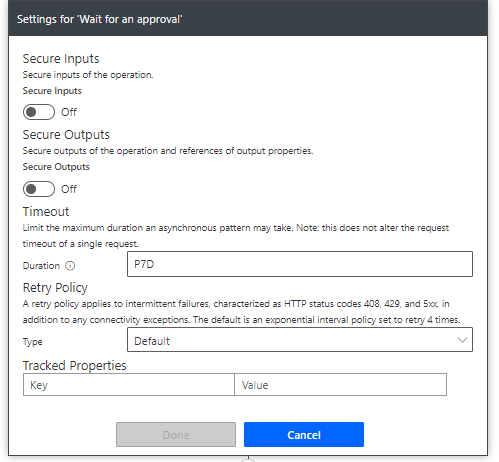 Settings for 'Wait for an approval'
Secure Inputs
Secure inputs of the operation.
Secure Inputs
Off
Secure Outputs
Secure outputs of the operation and references of output properties.
Secure Outputs
Off
Timeout
Limit the maximum duration an asynchronous pattern may take. Note: this does not alter the request
timeout of a single request.
Duration
P7D
Retry Policy
A retry policy applies to intermittent failures, characterized as HTTP status codes 408, 429, and 5xx, in
addition to any connectivity exceptions. The default is an exponential interval policy set to retry 4 times.
Type
Default
Tracked Properties
Key Value
Done Cancel